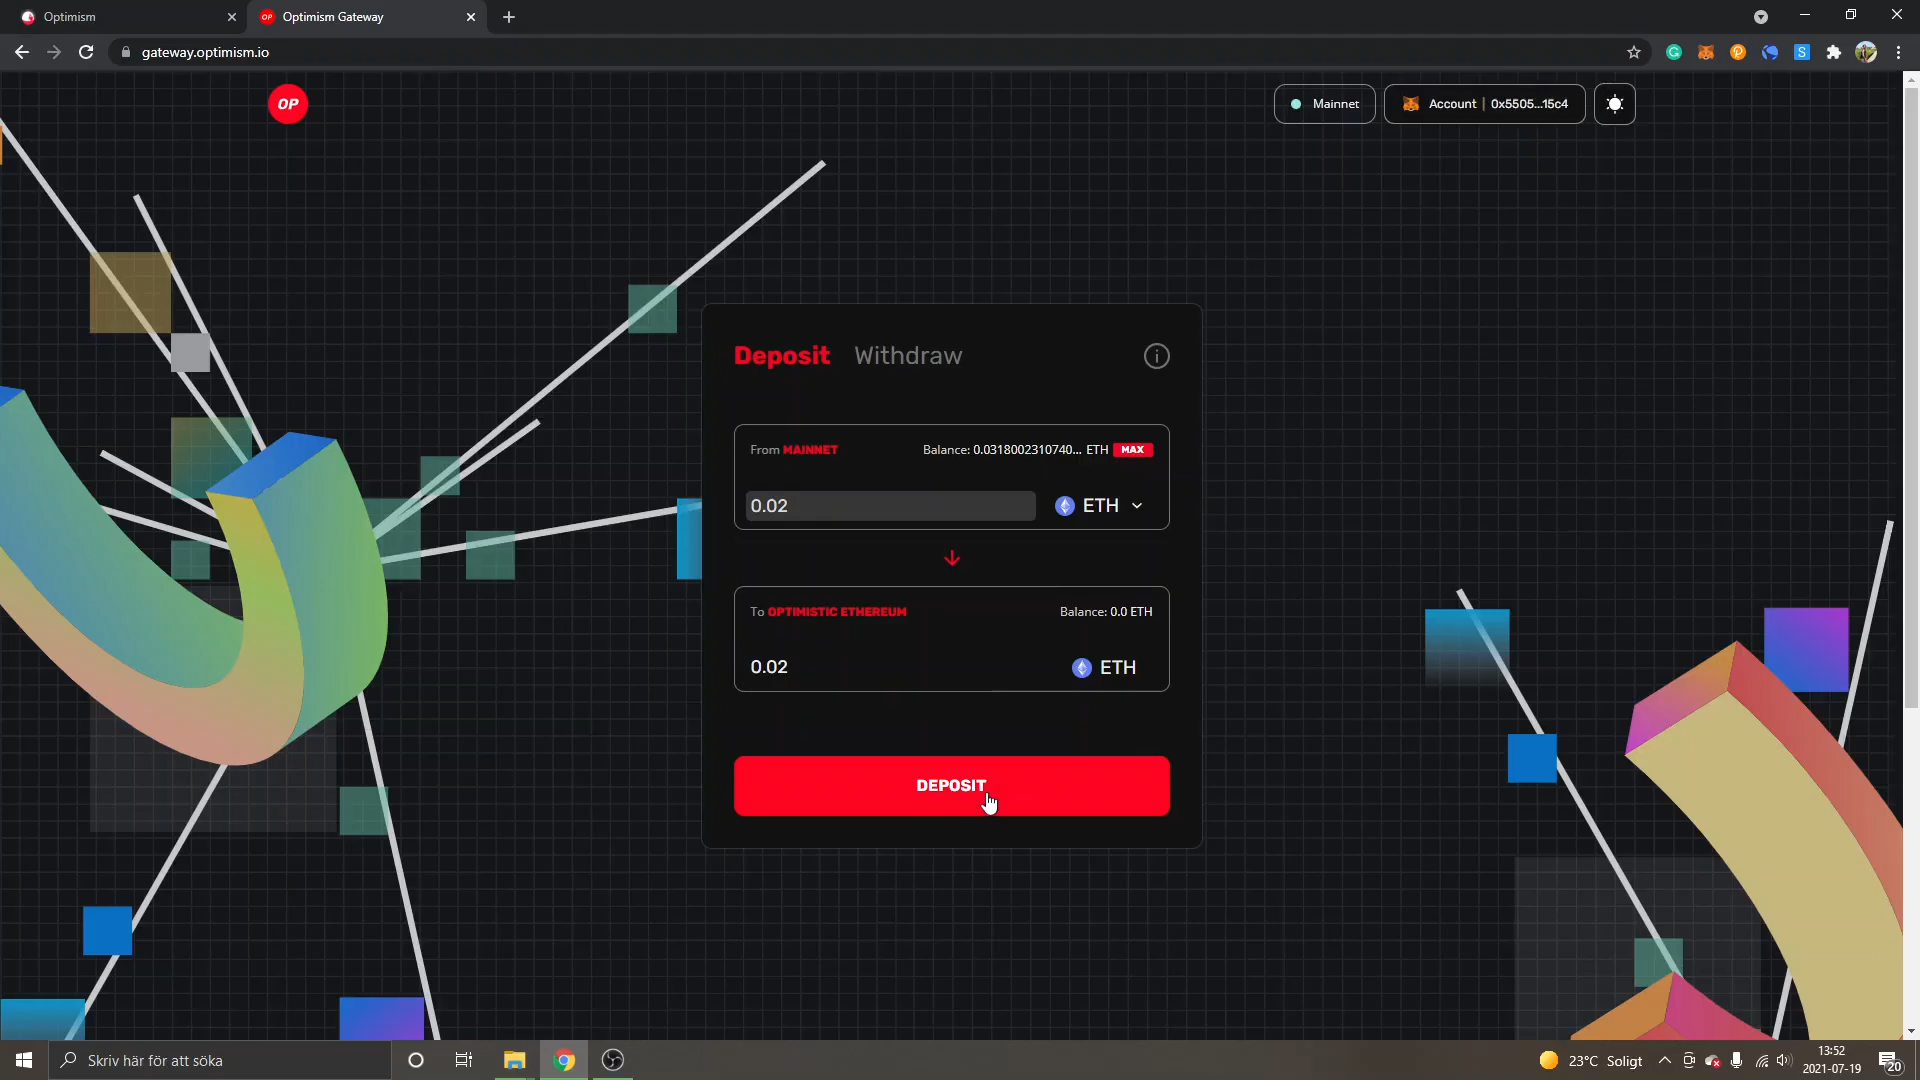 Optimism
OP Optimism Gateway
gateway.optimism.io
S
OP
Mainnet
Account | 0x5505...15c4
Deposit Withdraw
From MAINNET Balance: 0.0318002310740... ETH MAX
0.02 ETH
To OPTIMISTIC ETHEREUM Balance: 0.0 ETH
0.02 ETH
DEPOSIT
Skriv här för att söka
23°C Soligt
13:52
2021-07-19
20